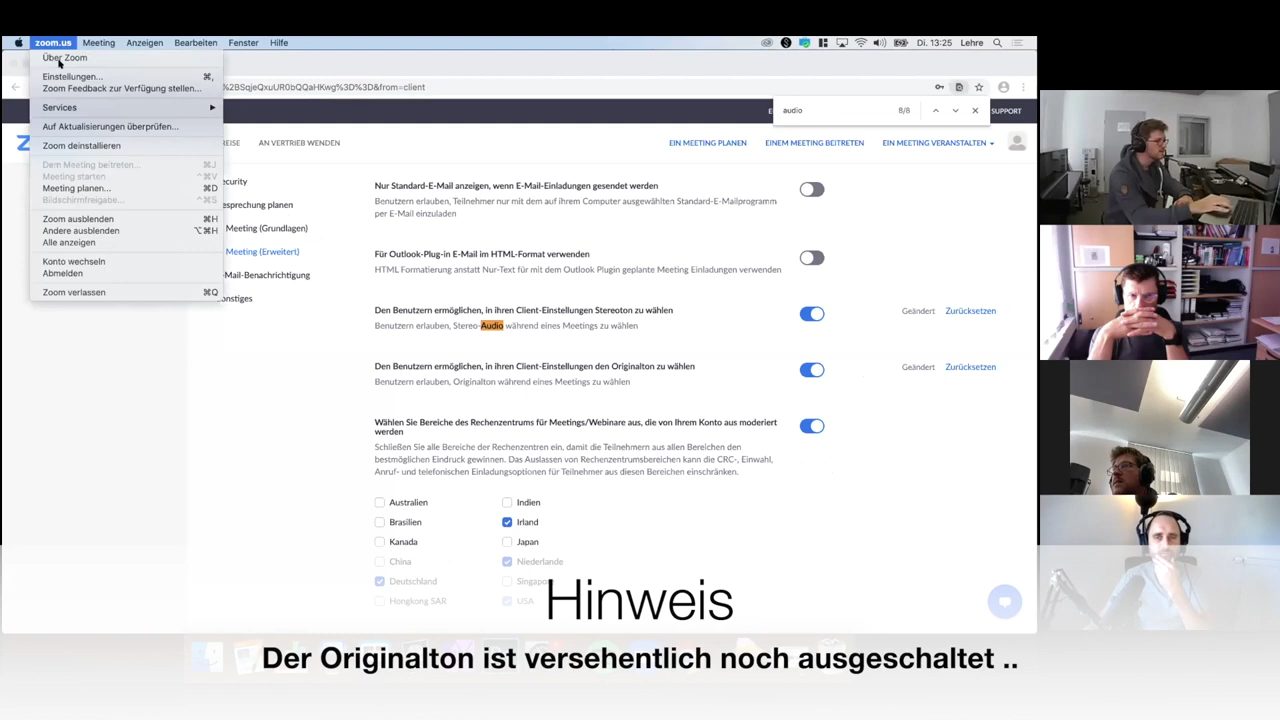 zoom.us Meeting Anzeigen Bearbeiten Fenster Hilfe Di. 13:25 Lehre
Über Zoom
Einstellungen... ⌘,
Zoom Feedback zur Verfügung stellen...
Services
Auf Aktualisierungen überprüfen...
Zoom deinstallieren
Dem Meeting beitreten... ⌘J
Meeting starten ^⌘V
Meeting planen... ⌘D
Bildschirmfreigabe... ^⌘S
Zoom ausblenden ⌘H
Andere ausblenden ⌥⌘H
Alle anzeigen
Konto wechseln
Abmelden
Zoom verlassen ⌘Q
2BSqjeQxuUR0bQQaHKwg%3D%3D&from=client
audio 8/8
SUPPORT
REISE AN VERTRIEB WENDEN EIN MEETING PLANEN EINEM MEETING BEITRETEN EIN MEETING VERANSTALTEN
ecurity
esprechung planen
Meeting (Grundlagen)
Meeting (Erweitert)
-Mail-Benachrichtigung
onstiges
Nur Standard-E-Mail anzeigen, wenn E-Mail-Einladungen gesendet werden
Benutzern erlauben, Teilnehmer nur mit dem auf ihrem Computer ausgewählten Standard-E-Mailprogramm
per E-Mail einzuladen
Für Outlook-Plug-in E-Mail im HTML-Format verwenden
HTML Formatierung anstatt Nur-Text für mit dem Outlook Plugin geplante Meeting Einladungen verwenden
Den Benutzern ermöglichen, in ihren Client-Einstellungen Stereoton zu wählen Geändert Zurücksetzen
Benutzern erlauben, Stereo-Audio während eines Meetings zu wählen
Den Benutzern ermöglichen, in ihren Client-Einstellungen den Originalton zu wählen Geändert Zurücksetzen
Benutzern erlauben, Originalton während eines Meetings zu wählen
Wählen Sie Bereiche des Rechenzentrums für Meetings/Webinare aus, die von Ihrem Konto aus moderiert
werden
Schließen Sie alle Bereiche der Rechenzentren ein, damit die Teilnehmern aus allen Bereichen den
bestmöglichen Eindruck gewinnen. Das Auslassen von Rechenzentrumsbereichen kann die CRC-, Einwahl,
Anruf- und telefonischen Einladungsoptionen für Teilnehmer aus diesen Bereichen einschränken.
Australien Indien
Brasilien Irland
Kanada Japan
China Niederlande
Deutschland Singapo
Hongkong SAR USA
Hinweis
Der Originalton ist versehentlich noch ausgeschaltet ..